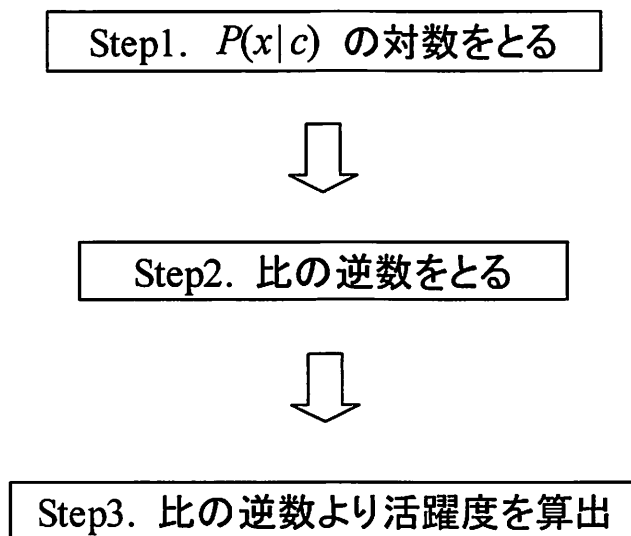 Step1. P(x|c) の対数をとる
Step2. 比の逆数をとる
Step3. 比の逆数より活躍度を算出